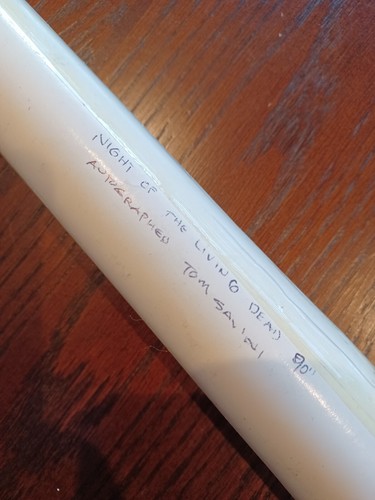 NIGHT OF THE LIVING DEAD 90"
AUTOGRAPHED TOM SAVINI